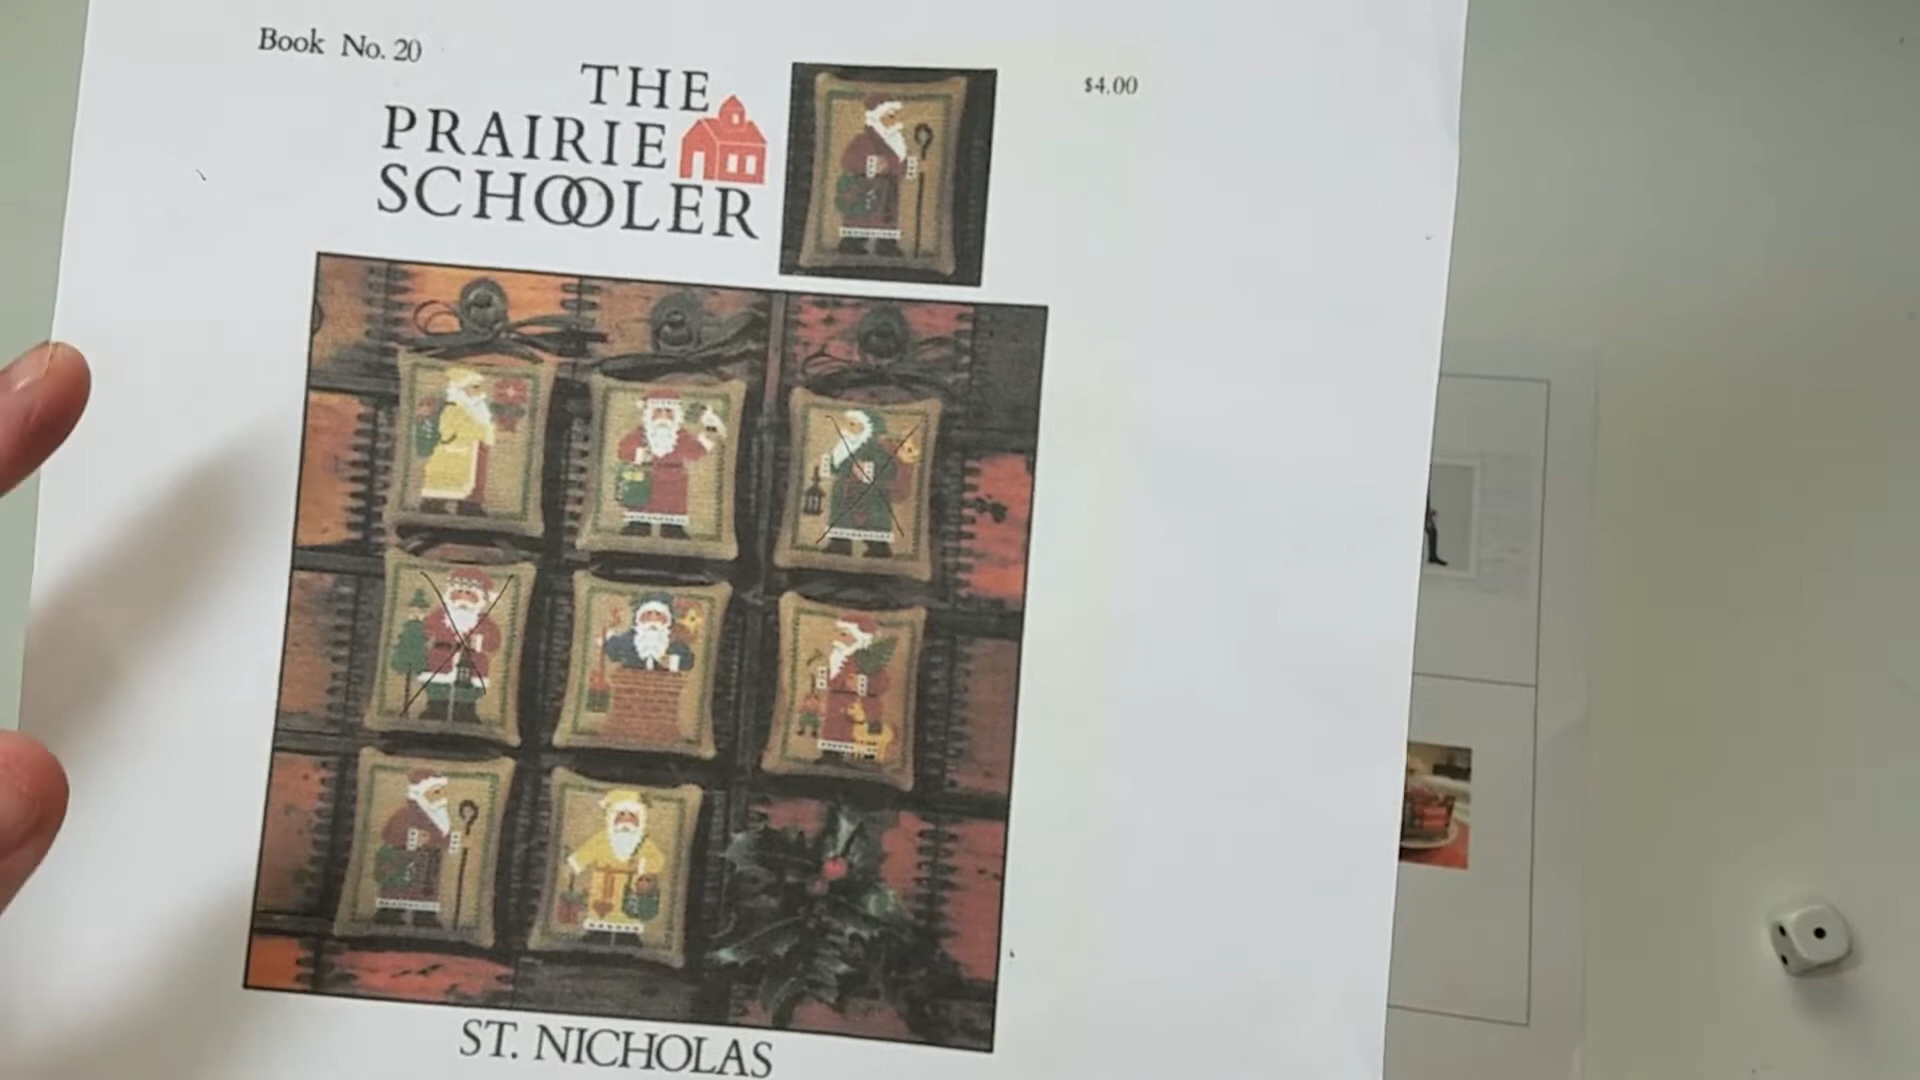 Book No. 20
$4.00
THE
PRAIRIE
SCHOOLER
ST. NICHOLAS